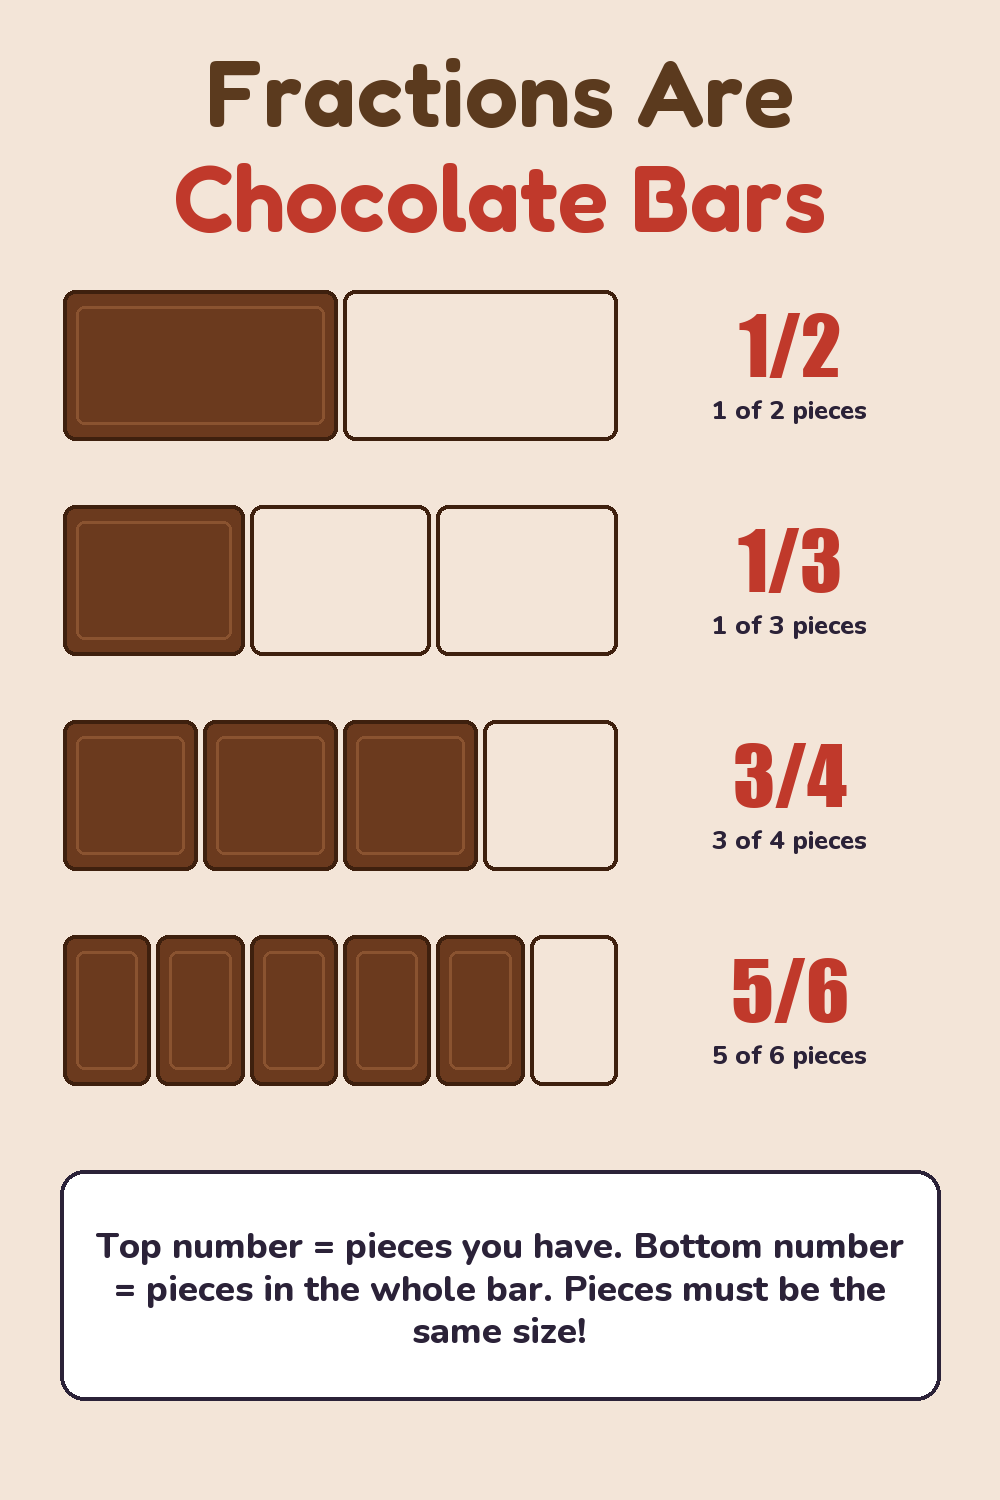 Fractions Are
Chocolate Bars
1/2
1 of 2 pieces
1/3
1 of 3 pieces
3/4
3 of 4 pieces
5/6
5 of 6 pieces
Top number = pieces you have. Bottom number
= pieces in the whole bar. Pieces must be the
same size!